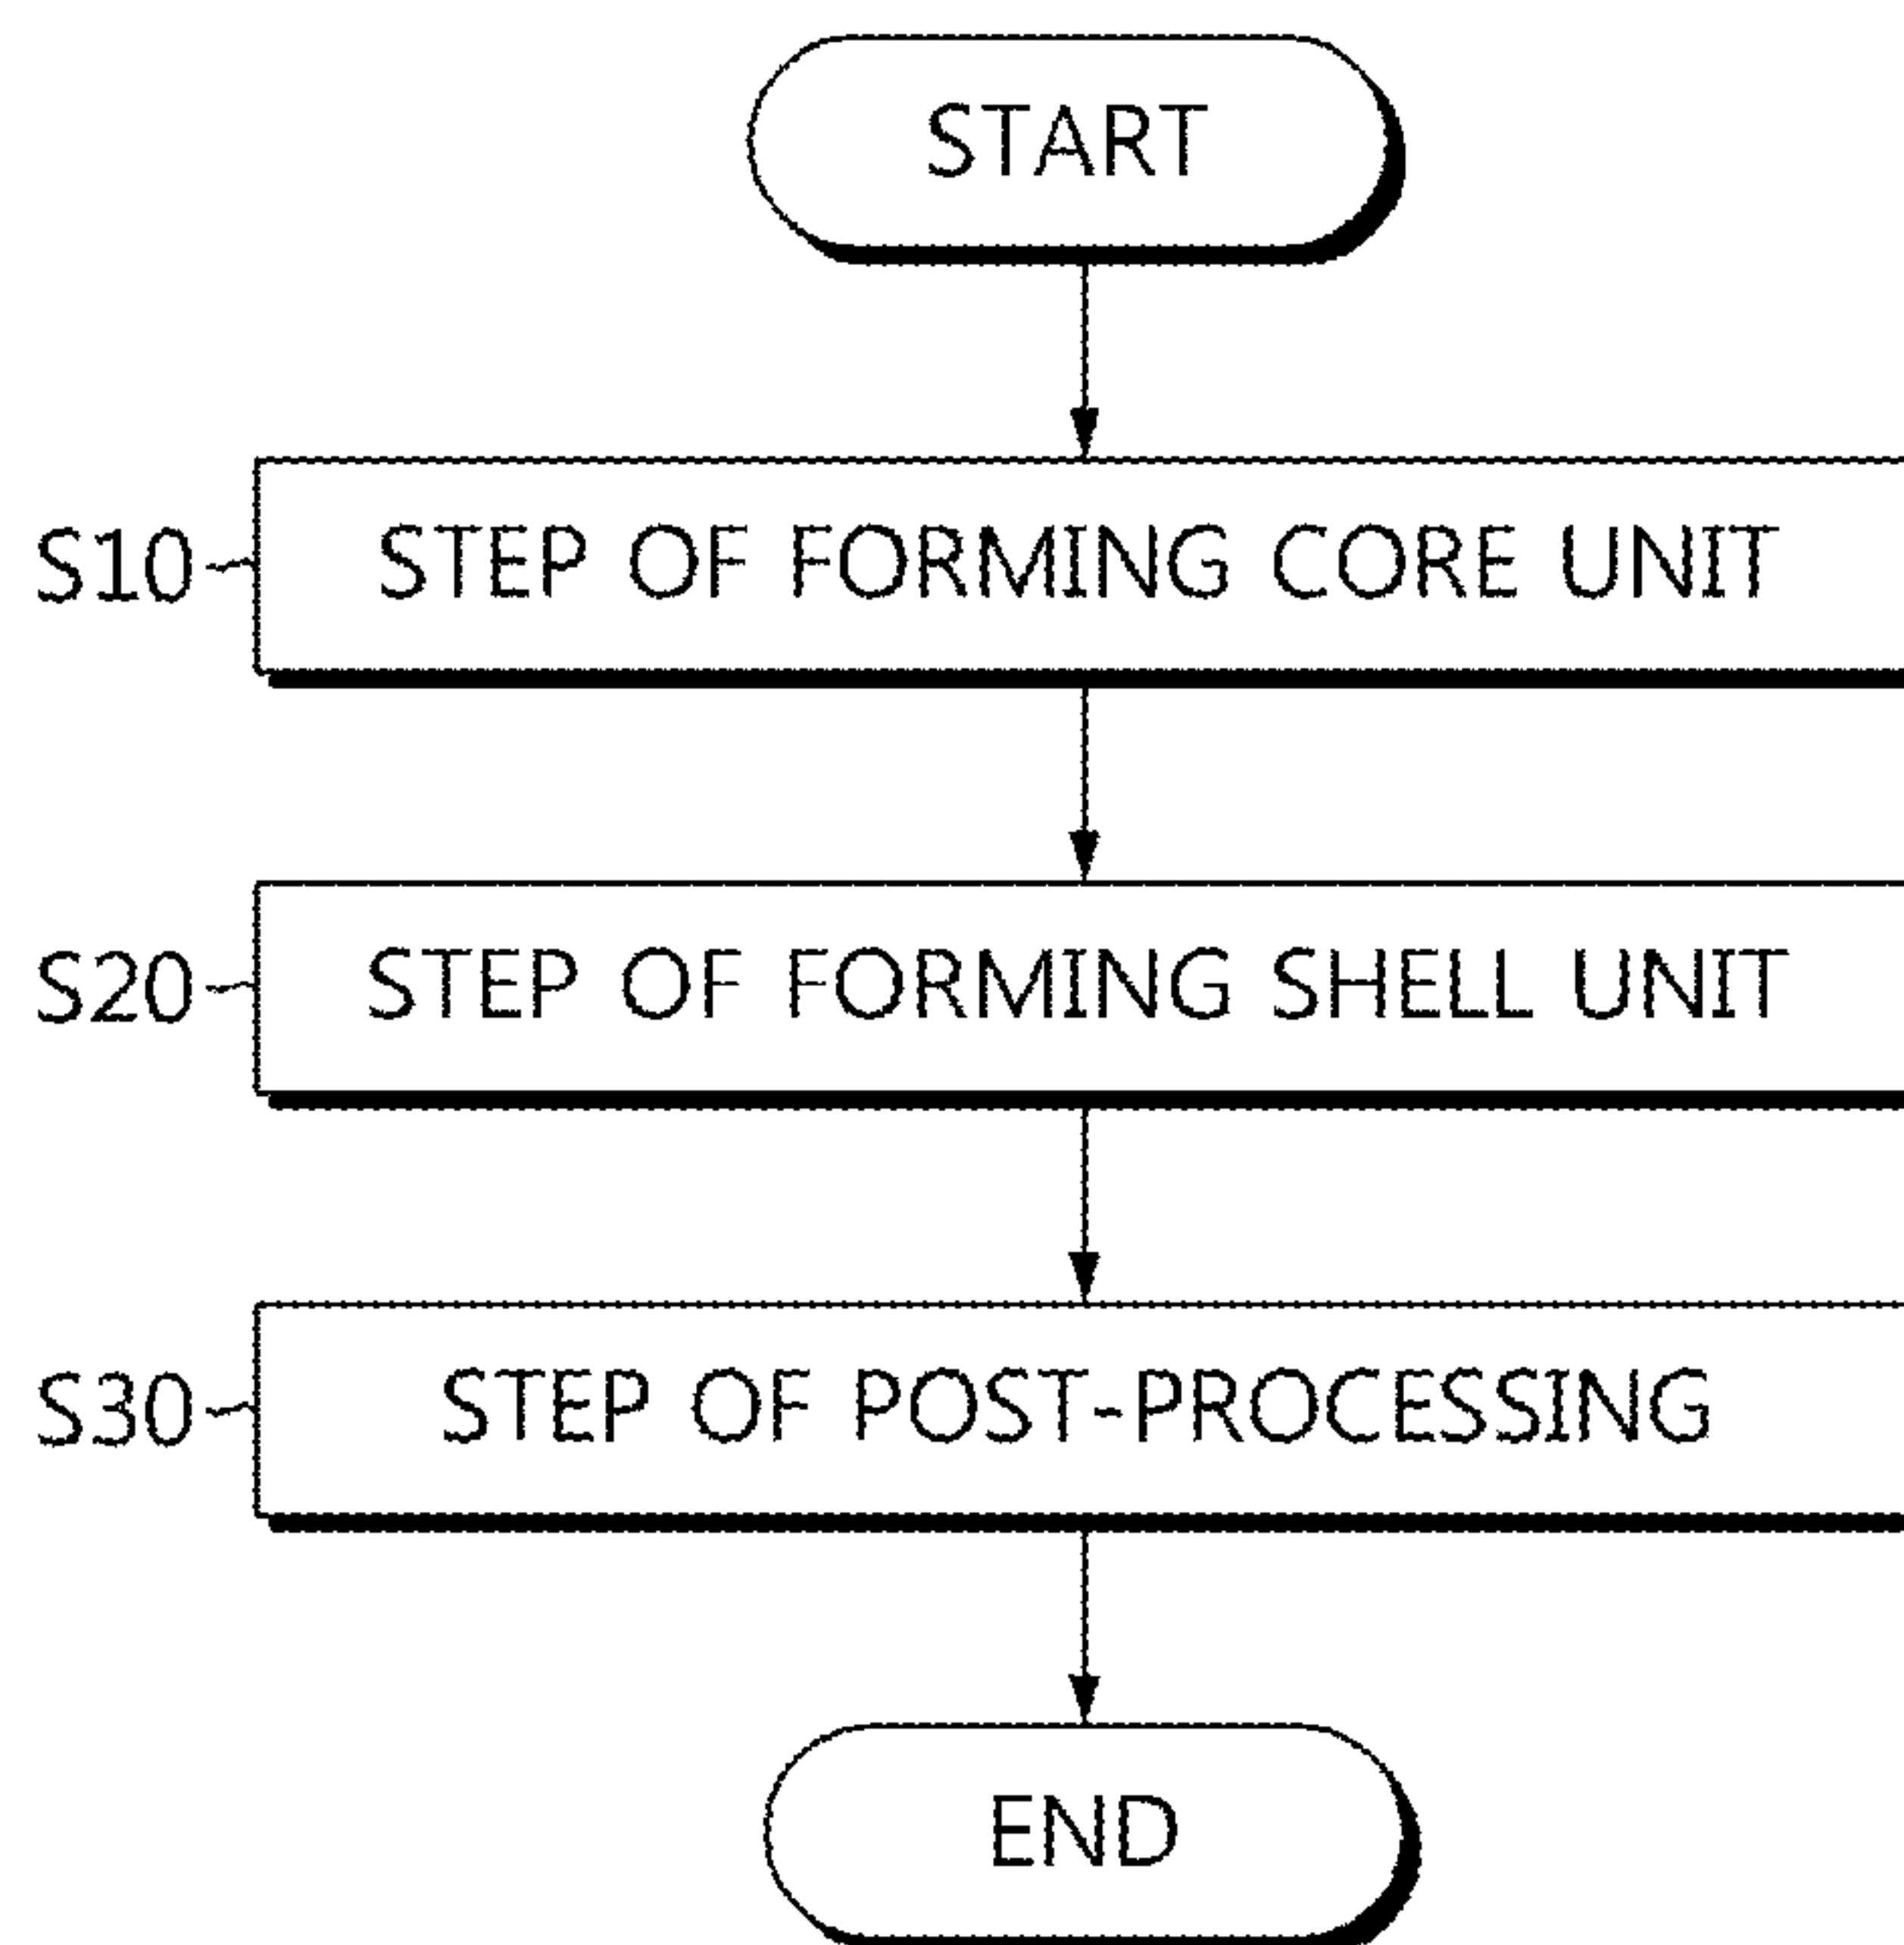 START
S10 STEP OF FORMING CORE UNIT
S20 STEP OF FORMING SHELL UNIT
S30 STEP OF POST-PROCESSING
END